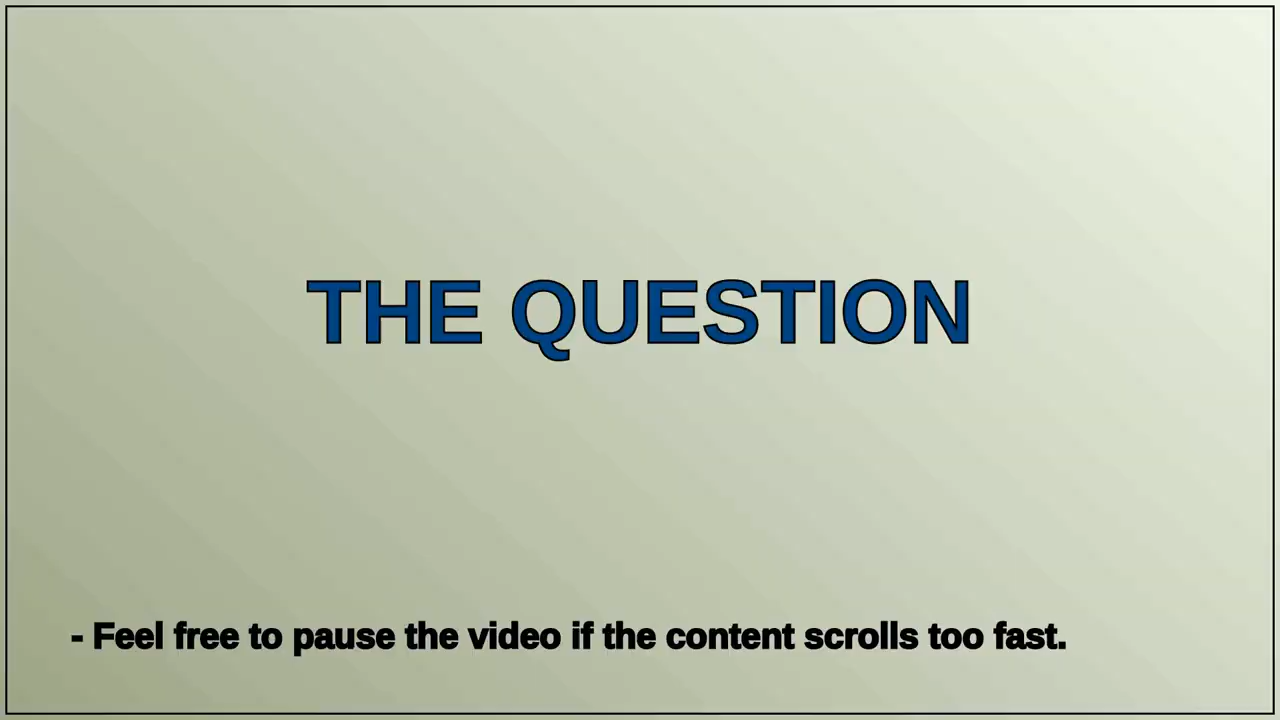 THE QUESTION
- Feel free to pause the video if the content scrolls too fast.